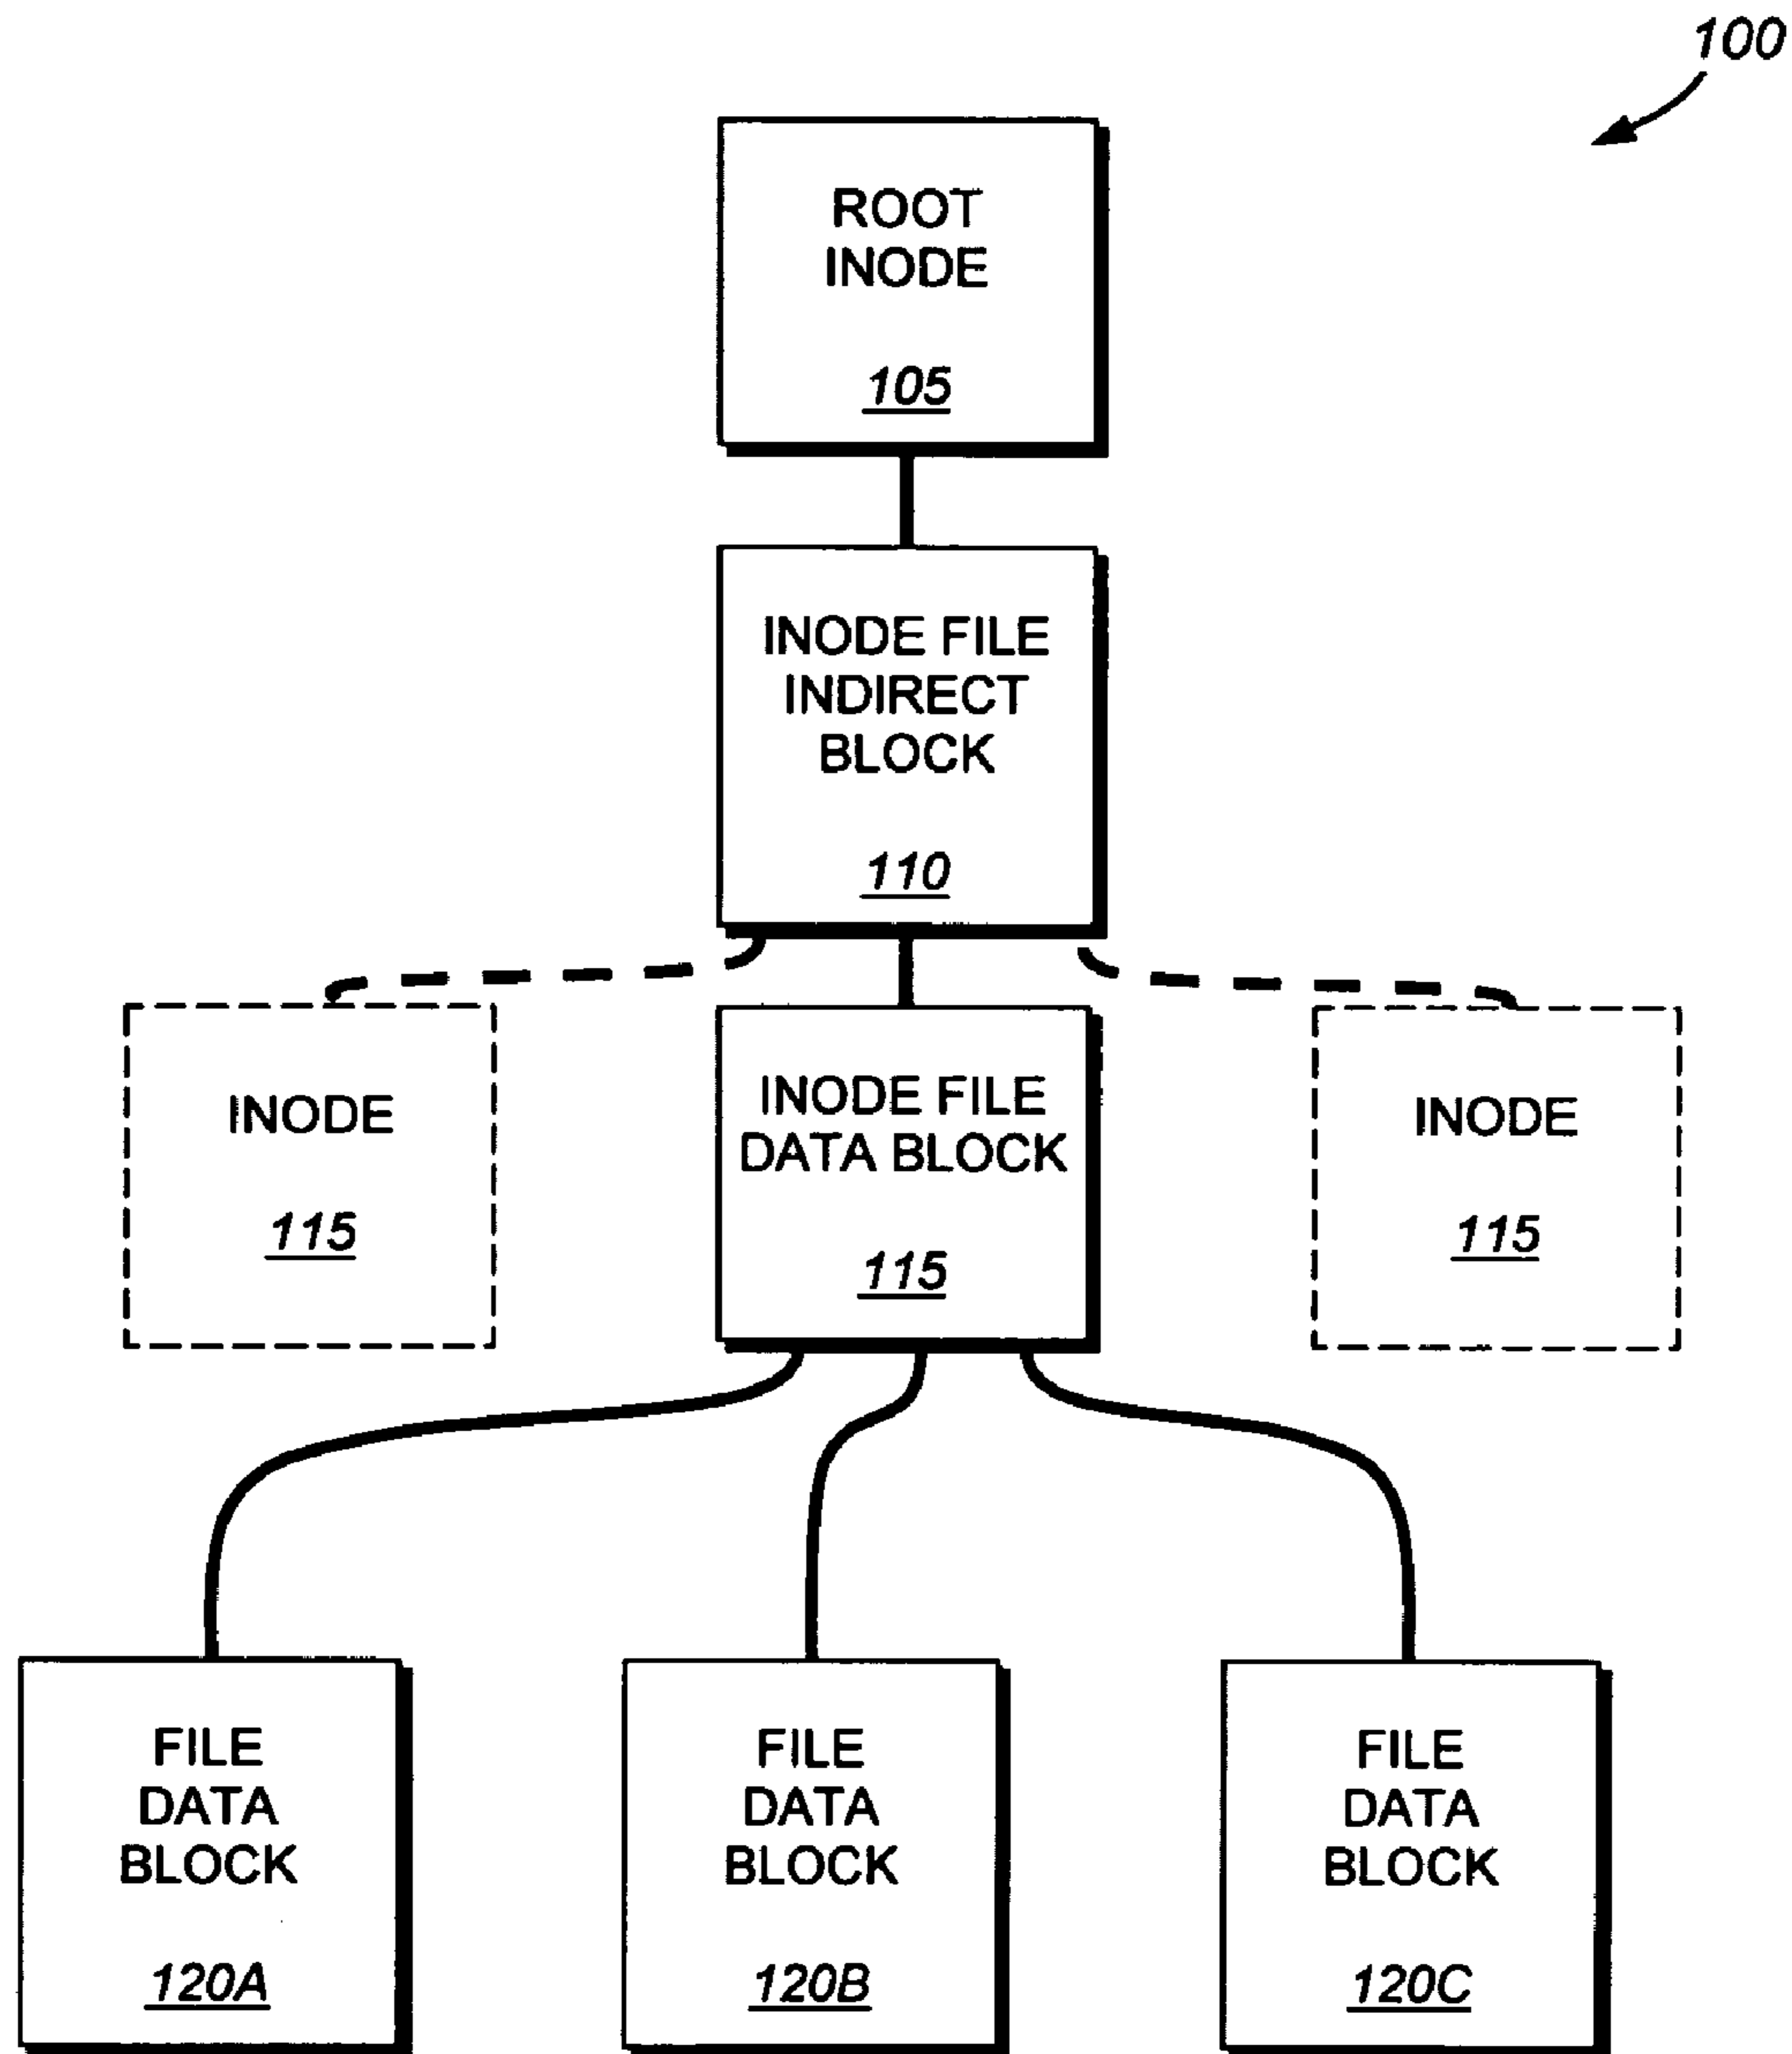 100
ROOT
INODE
105
INODE FILE
INDIRECT
BLOCK
110
INODE
115
INODE FILE
DATA BLOCK
115
INODE
115
FILE
DATA
BLOCK
120A
FILE
DATA
BLOCK
120B
FILE
DATA
BLOCK
120C